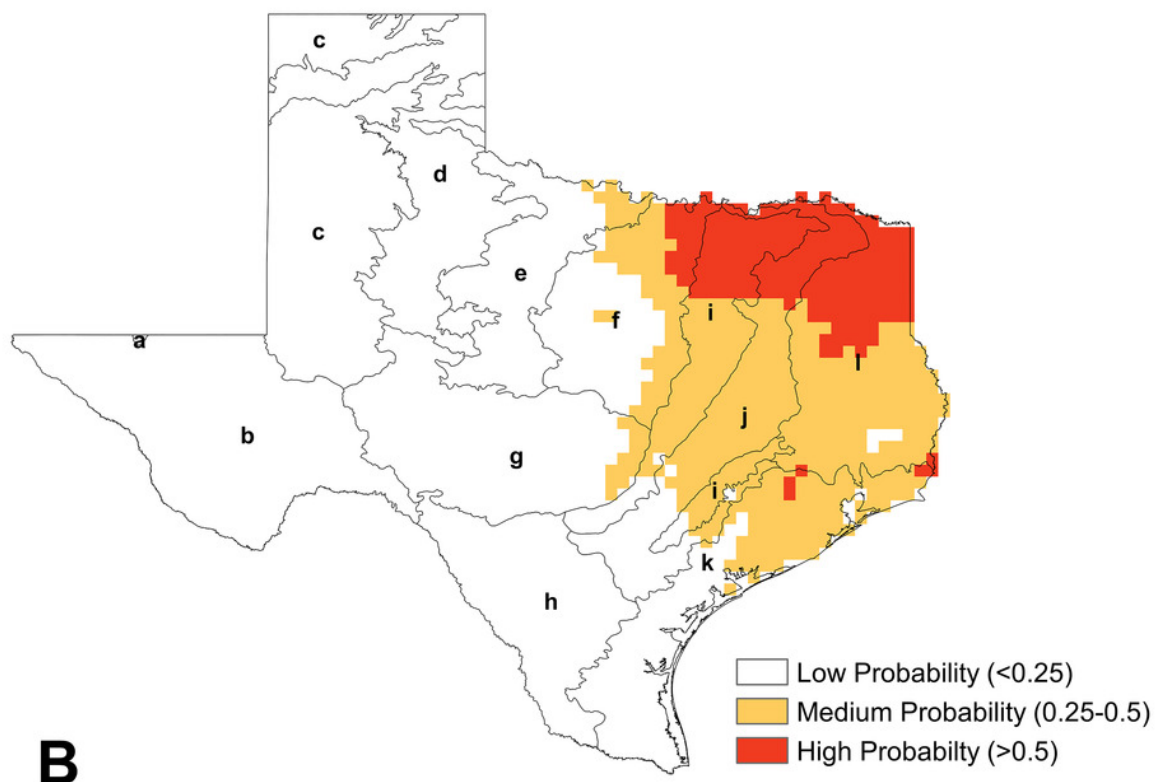 c
d
c
e
f
i
a
l
j
b
g
i
k
h
Low Probability (<0.25)
Medium Probability (0.25-0.5)
High Probabilty (>0.5)
B